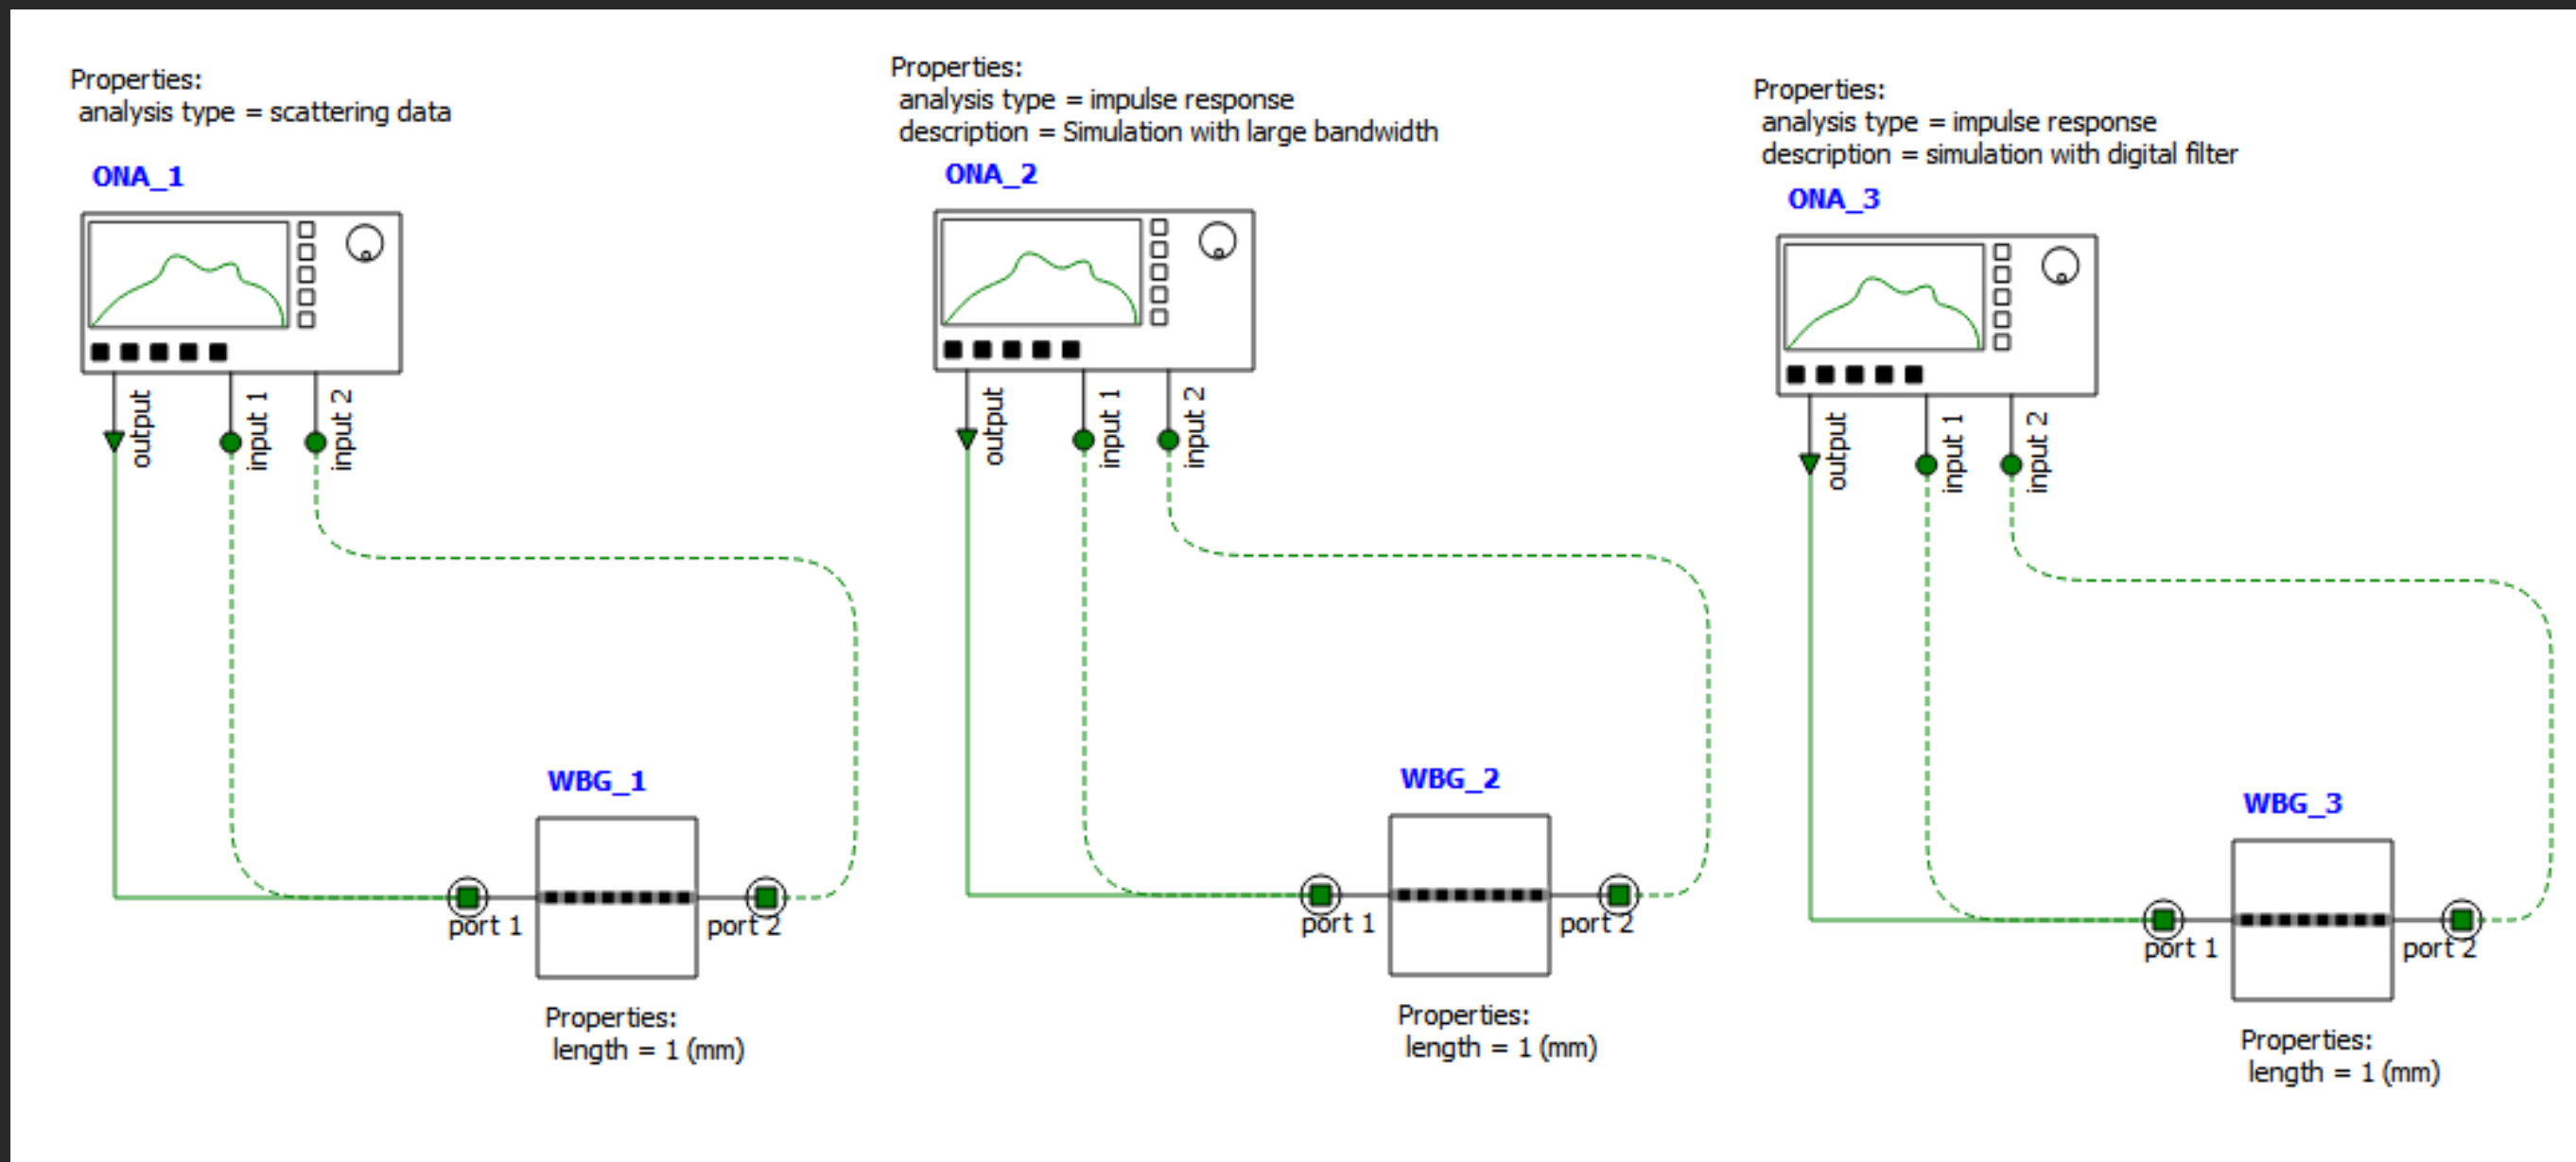 Properties:
analysis type = scattering data
ONA_1
output
input 1
input 2
WBG_1
port 1
port 2
Properties:
length = 1 (mm)
Properties:
analysis type = impulse response
description = Simulation with large bandwidth
ONA_2
output
input 1
input 2
WBG_2
port 1
port 2
Properties:
length = 1 (mm)
Properties:
analysis type = impulse response
description = simulation with digital filter
ONA_3
output
input 1
input 2
WBG_3
port 1
port 2
Properties:
length = 1 (mm)